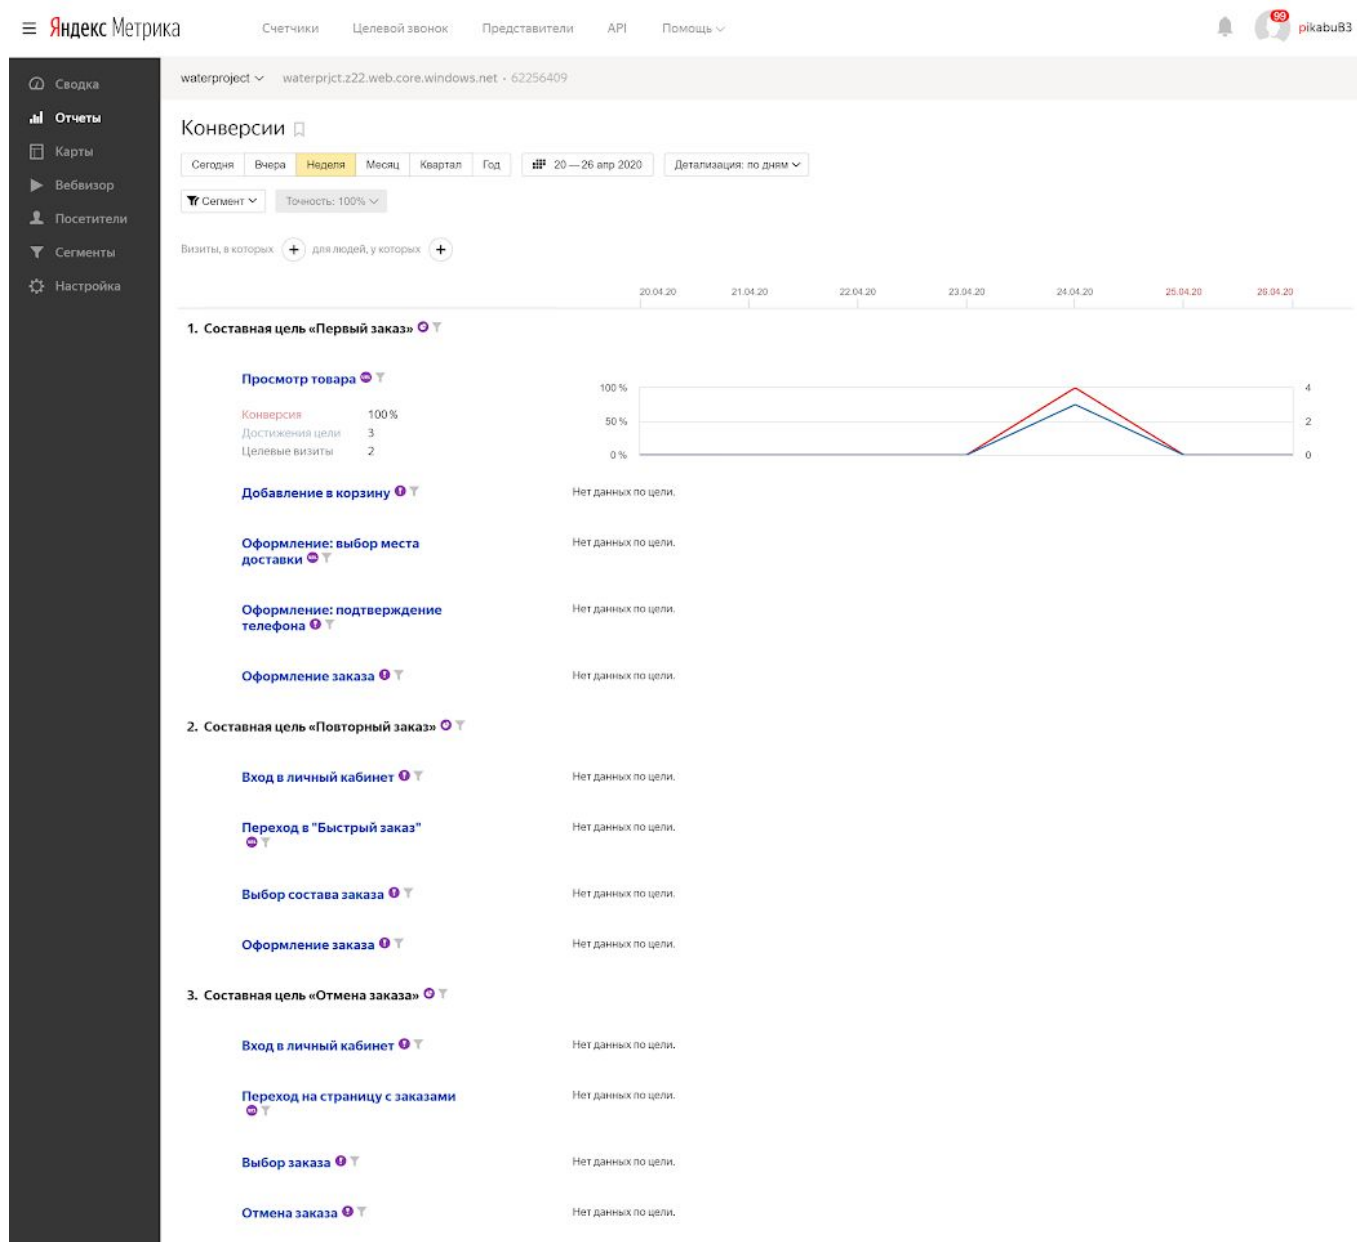 Яндекс Метрика Счетчики Целевой звонок Представители API Помощь 99 pikabuB3
Сводка
Отчеты
Карты
Вебвизор
Посетители
Сегменты
Настройка
waterproject waterprjct.z22.web.core.windows.net • 62256409
Конверсии
Сегодня Вчера Неделя Месяц Квартал Год 20 — 26 апр 2020 Детализация: по дням
Сегмент Точность: 100%
Визиты, в которых + для людей, у которых +
20.04.20 21.04.20 22.04.20 23.04.20 24.04.20 25.04.20 26.04.20
1. Составная цель «Первый заказ»
Просмотр товара
Конверсия 100%
Достижения цели 3
Целевые визиты 2
100 % 4
50 % 2
0 % 0
Добавление в корзину Нет данных по цели.
Оформление: выбор места
доставки
Нет данных по цели.
Оформление: подтверждение
телефона
Нет данных по цели.
Оформление заказа Нет данных по цели.
2. Составная цель «Повторный заказ»
Вход в личный кабинет Нет данных по цели.
Переход в "Быстрый заказ" Нет данных по цели.
Выбор состава заказа Нет данных по цели.
Оформление заказа Нет данных по цели.
3. Составная цель «Отмена заказа»
Вход в личный кабинет Нет данных по цели.
Переход на страницу с заказами Нет данных по цели.
Выбор заказа Нет данных по цели.
Отмена заказа Нет данных по цели.